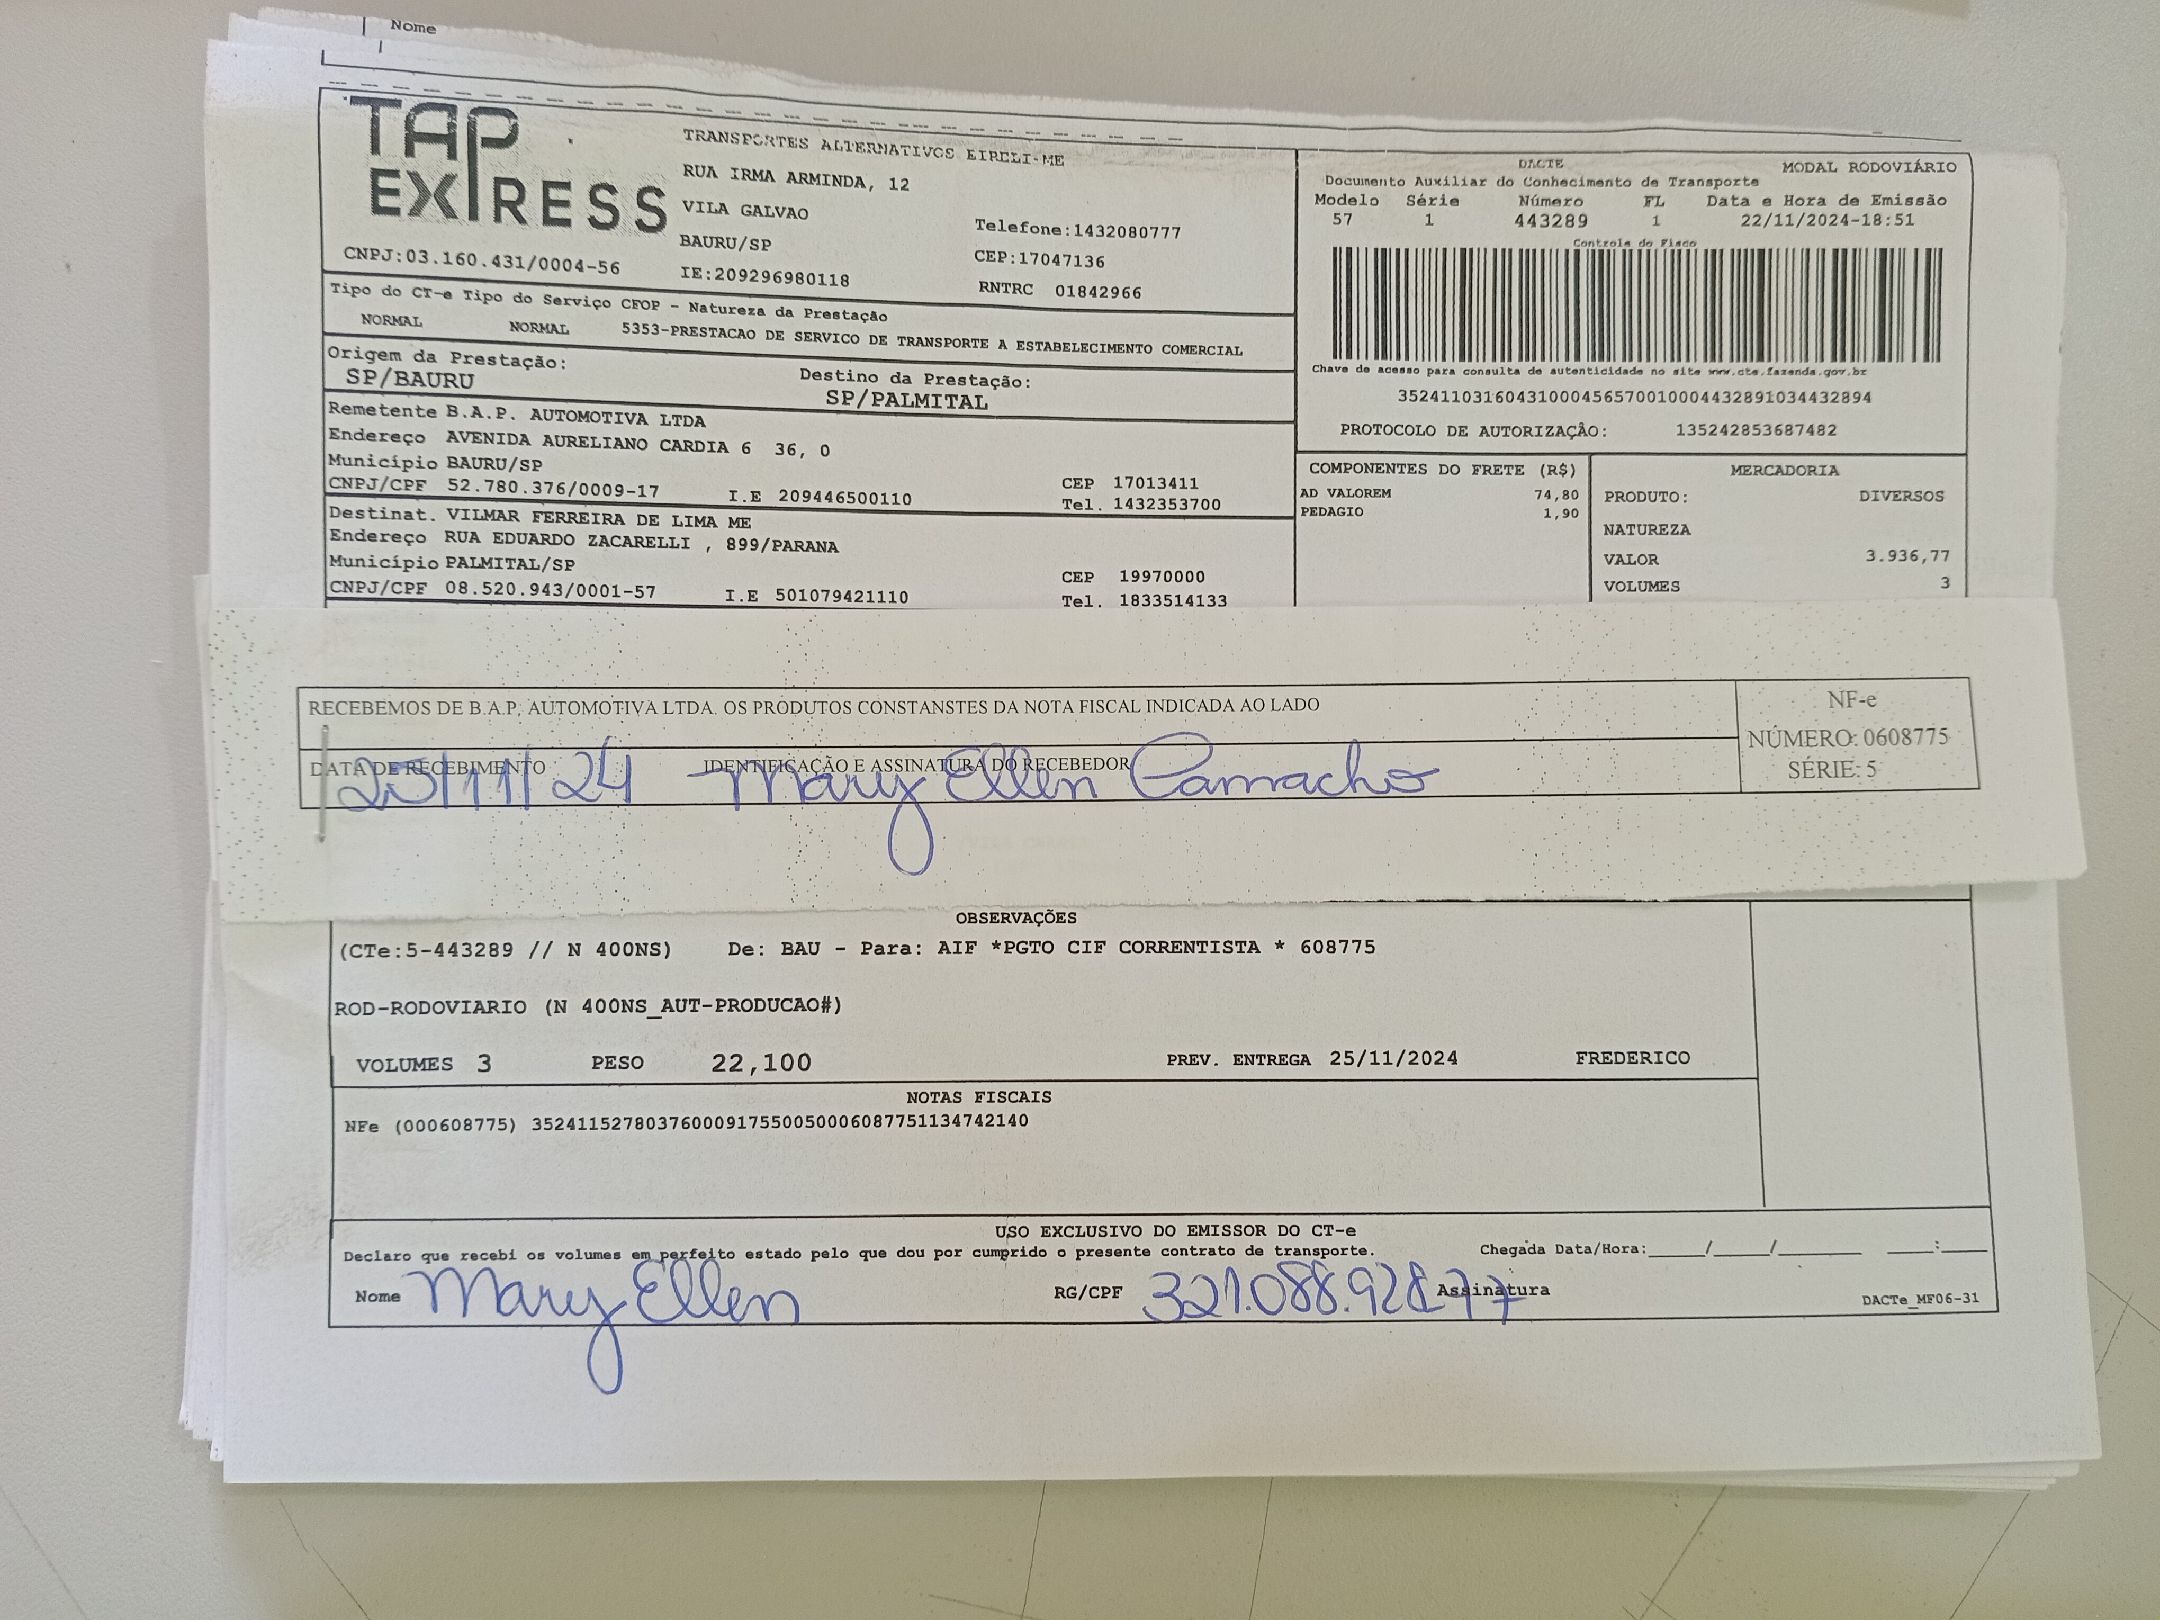 Nome
TAP EXPRESS
TRANSPORTES ALTERNATIVOS EIRELI-ME
RUA IRMA ARMINDA, 12
VILA GALVAO
BAURU/SP
Telefone:1432080777
CNPJ:03.160.431/0004-56
IE:209296980118
CEP:17047136
RNTRC 01842966
DACTE MODAL RODOVIÁRIO
Documento Auxiliar do Conhecimento de Transporte
Modelo Série Número FL Data e Hora de Emissão
57 1 443289 1 22/11/2024-18:51
Controle do Fisco
Chave de acesso para consulta de autenticidade no site www.cte.fazenda.gov.br
35241103160431000456570010004432891034432894
PROTOCOLO DE AUTORIZAÇÃO: 135242853687482
Tipo do CT-e Tipo do Serviço CFOP - Natureza da Prestação
NORMAL NORMAL 5353-PRESTACAO DE SERVICO DE TRANSPORTE A ESTABELECIMENTO COMERCIAL
Origem da Prestação:
SP/BAURU
Destino da Prestação:
SP/PALMITAL
Remetente B.A.P. AUTOMOTIVA LTDA
Endereço AVENIDA AURELIANO CARDIA 6 36, 0
Município BAURU/SP CEP 17013411
CNPJ/CPF 52.780.376/0009-17 I.E 209446500110 Tel. 1432353700
Destinat. VILMAR FERREIRA DE LIMA ME
Endereço RUA EDUARDO ZACARELLI , 899/PARANA
Município PALMITAL/SP CEP 19970000
CNPJ/CPF 08.520.943/0001-57 I.E 501079421110 Tel. 1833514133
COMPONENTES DO FRETE (R$)
AD VALOREM 74,80
PEDAGIO 1,90
MERCADORIA
PRODUTO: DIVERSOS
NATUREZA
VALOR 3.936,77
VOLUMES 3
RECEBEMOS DE B.A.P. AUTOMOTIVA LTDA. OS PRODUTOS CONSTANSTES DA NOTA FISCAL INDICADA AO LADO
NF-e
NÚMERO: 0608775
SÉRIE: 5
DATA DE RECEBIMENTO IDENTIFICAÇÃO E ASSINATURA DO RECEBEDOR
25/11/24 Mary Ellen Camacho
OBSERVAÇÕES
(CTe:5-443289 // N 400NS) De: BAU - Para: AIF *PGTO CIF CORRENTISTA * 608775
ROD-RODOVIARIO (N 400NS_AUT-PRODUCAO#)
VOLUMES 3 PESO 22,100 PREV. ENTREGA 25/11/2024 FREDERICO
NOTAS FISCAIS
NFe (000608775) 35241152780376000917550050006087751134742140
USO EXCLUSIVO DO EMISSOR DO CT-e
Declaro que recebi os volumes em perfeito estado pelo que dou por cumprido o presente contrato de transporte. Chegada Data/Hora:____/____/______ ___:___
Nome Mary Ellen RG/CPF 321.088.928-77 Assinatura DACTe_MF06-31